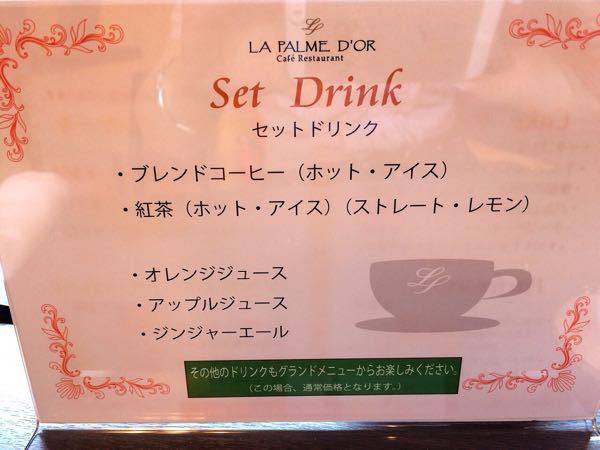 LP
LA PALME D'OR
Café Restaurant
Set Drink
セットドリンク
・ブレンドコーヒー（ホット・アイス）
・紅茶（ホット・アイス）（ストレート・レモン）
・オレンジジュース
・アップルジュース
・ジンジャーエール
LP
その他のドリンクもグランドメニューからお楽しみください。
（この場合、通常価格となります。）